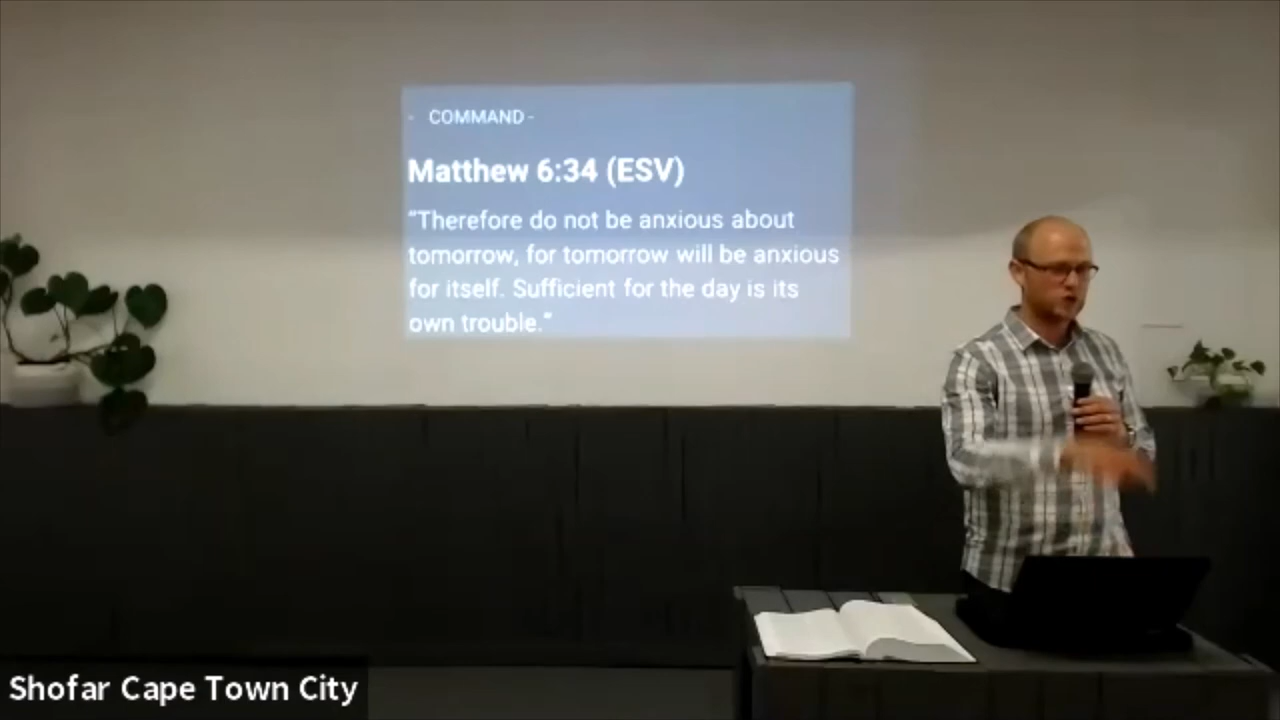 - COMMAND -
Matthew 6:34 (ESV)
“Therefore do not be anxious about
tomorrow, for tomorrow will be anxious
for itself. Sufficient for the day is its
own trouble.”
Shofar Cape Town City